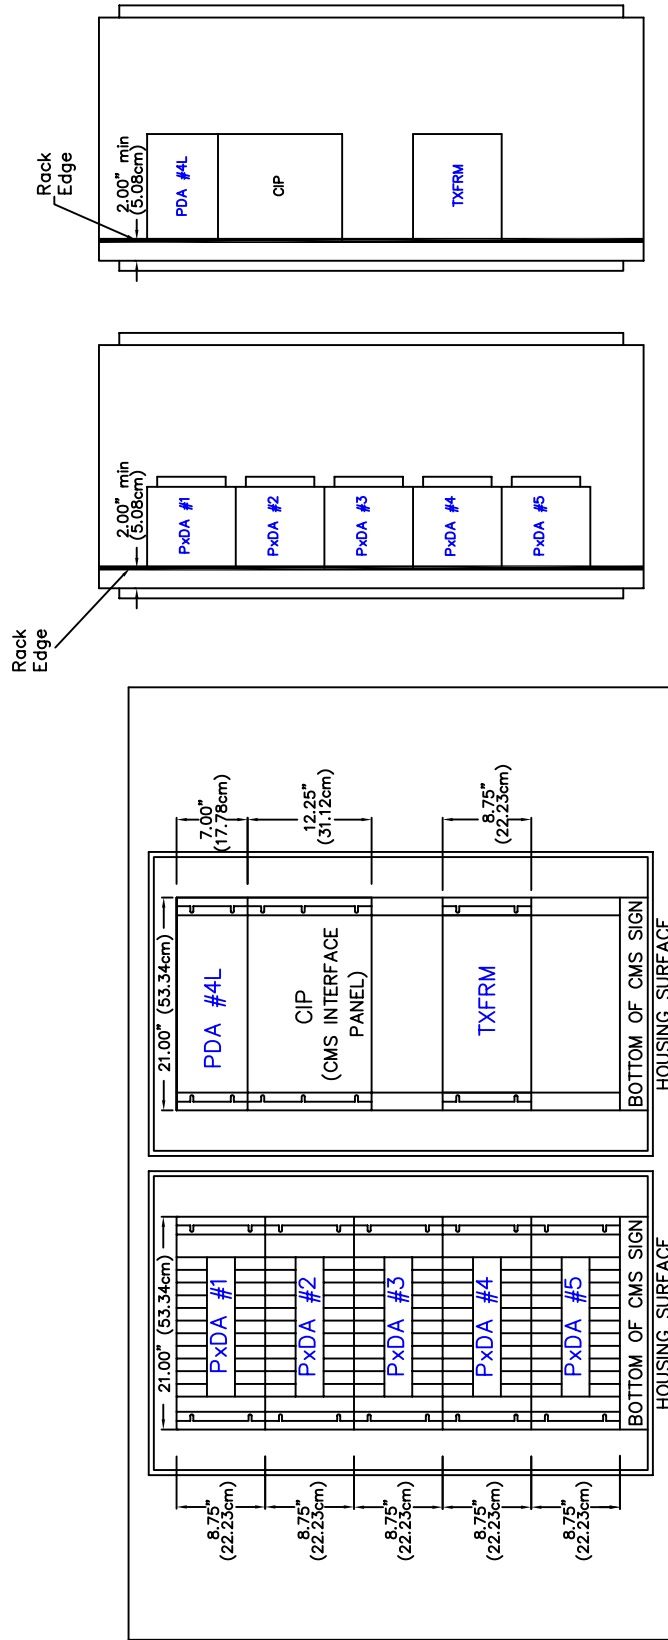 Rack
Edge
2.00" min
(5.08cm)
PDA #4L
CIP
TXFRM
2.00" min
(5.08cm)
Rack
Edge
PxDA #1
PxDA #2
PxDA #3
PxDA #4
PxDA #5
7.00"
(17.78cm)
12.25"
(31.12cm)
8.75"
(22.23cm)
21.00" (53.34cm)
PDA #4L
CIP
(CMS INTERFACE
PANEL)
TXFRM
BOTTOM OF CMS SIGN
HOUSING SURFACE
21.00" (53.34cm)
PxDA #1
PxDA #2
PxDA #3
PxDA #4
PxDA #5
BOTTOM OF CMS SIGN
HOUSING SURFACE
8.75"
(22.23cm)
8.75"
(22.23cm)
8.75"
(22.23cm)
8.75"
(22.23cm)
8.75"
(22.23cm)